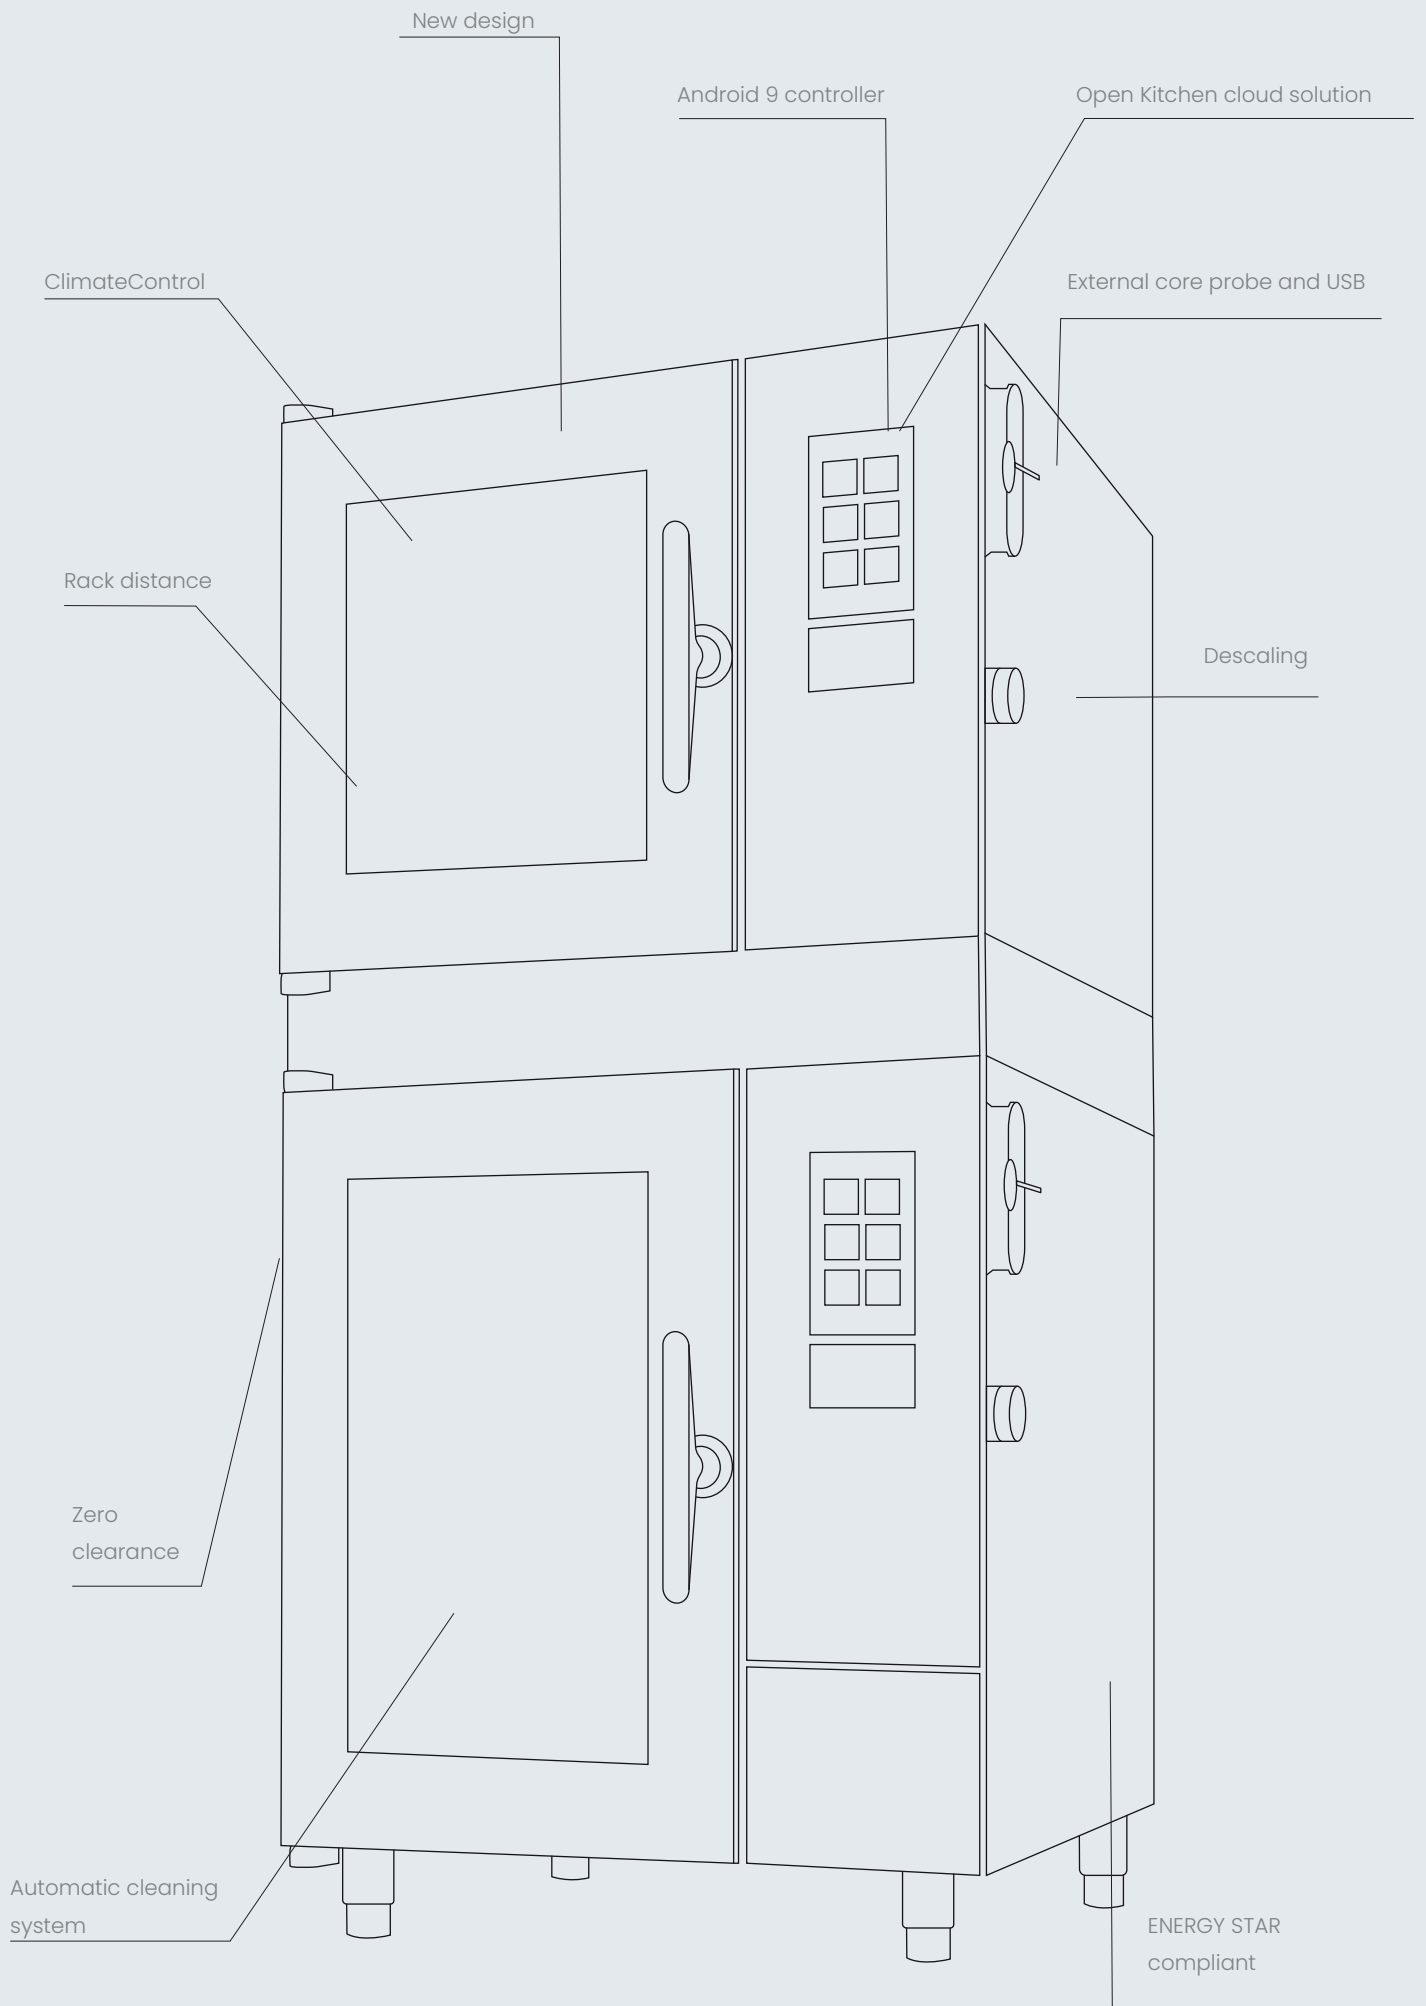 New design
Android 9 controller
Open Kitchen cloud solution
ClimateControl
External core probe and USB
Rack distance
Descaling
Zero
clearance
Automatic cleaning
system
ENERGY STAR
compliant